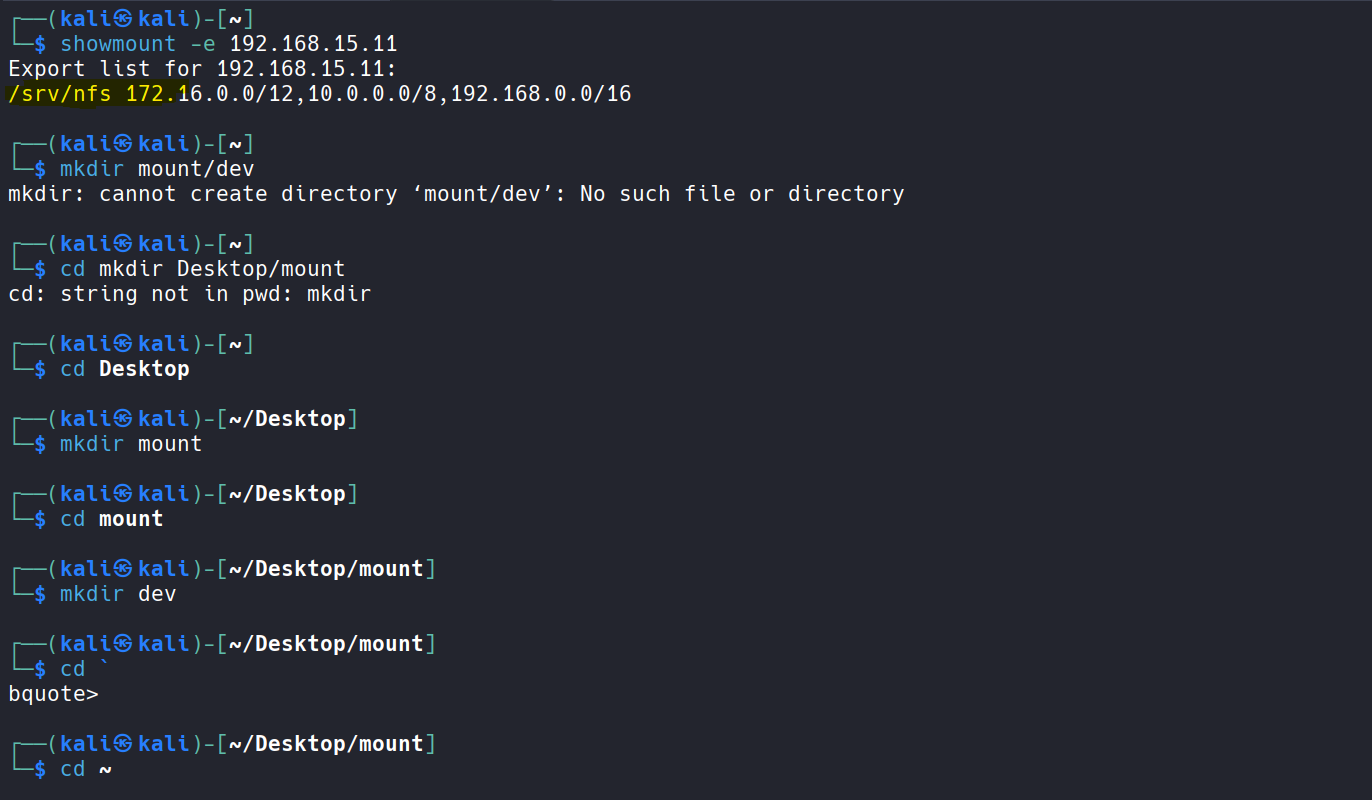 ┌──(kali㉿kali)-[~]
└─$ showmount -e 192.168.15.11
Export list for 192.168.15.11:
/srv/nfs 172.16.0.0/12,10.0.0.0/8,192.168.0.0/16
┌──(kali㉿kali)-[~]
└─$ mkdir mount/dev
mkdir: cannot create directory ‘mount/dev’: No such file or directory
┌──(kali㉿kali)-[~]
└─$ cd mkdir Desktop/mount
cd: string not in pwd: mkdir
┌──(kali㉿kali)-[~]
└─$ cd Desktop
┌──(kali㉿kali)-[~/Desktop]
└─$ mkdir mount
┌──(kali㉿kali)-[~/Desktop]
└─$ cd mount
┌──(kali㉿kali)-[~/Desktop/mount]
└─$ mkdir dev
┌──(kali㉿kali)-[~/Desktop/mount]
└─$ cd `
bquote>
┌──(kali㉿kali)-[~/Desktop/mount]
└─$ cd ~